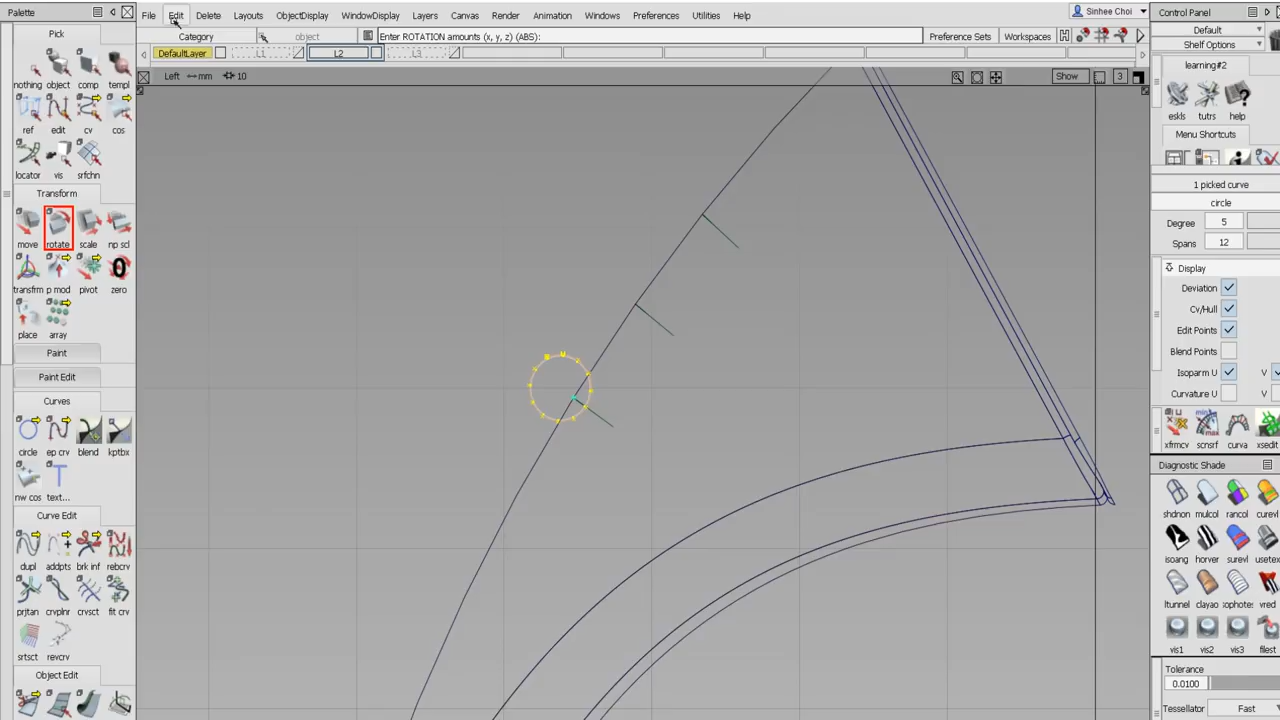 Palette
File Edit Delete Layouts ObjectDisplay WindowDisplay Layers Canvas Render Animation Windows Preferences Utilities Help
Sinhee Choi
Control Panel
Category object Enter ROTATION amounts (x, y, z) (ABS): Preference Sets Workspaces
DefaultLayer L1 L2 L3
Left mm 10 Show 3
Pick
nothing object comp templ
ref edit cv cos
locator vis srfchn
Transform
move rotate scale np scl
transfrm p mod pivot zero
place array
Paint
Paint Edit
Curves
circle ep crv blend kptbx
nw cos text...
Curve Edit
dupl addpts brk inf rebcrv
prjtan crvplnr crvsct fit crv
srtsct revcrv
Object Edit
U
Default
Shelf Options
learning#2
eskls tutrs help
Menu Shortcuts
1 picked curve
circle
Degree 5
Spans 12
Display
Deviation
Cv/Hull
Edit Points
Blend Points
Isoparm U V
Curvature U V
xfrmcv scnsrf curva xsedit
Diagnostic Shade
shdnon mulcol rancol curevl
isoang horver surevl usetex
ltunnel clayao sophotes vred
vis1 vis2 vis3 filest
Tolerance
0.0100
Tessellator Fast